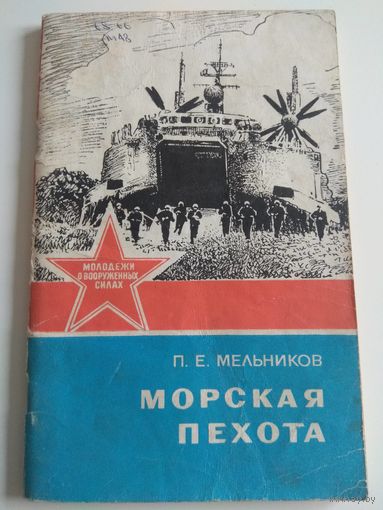 МОЛОДЕЖИ
О ВООРУЖЕННЫХ
СИЛАХ
П. Е. МЕЛЬНИКОВ
МОРСКАЯ
ПЕХОТА